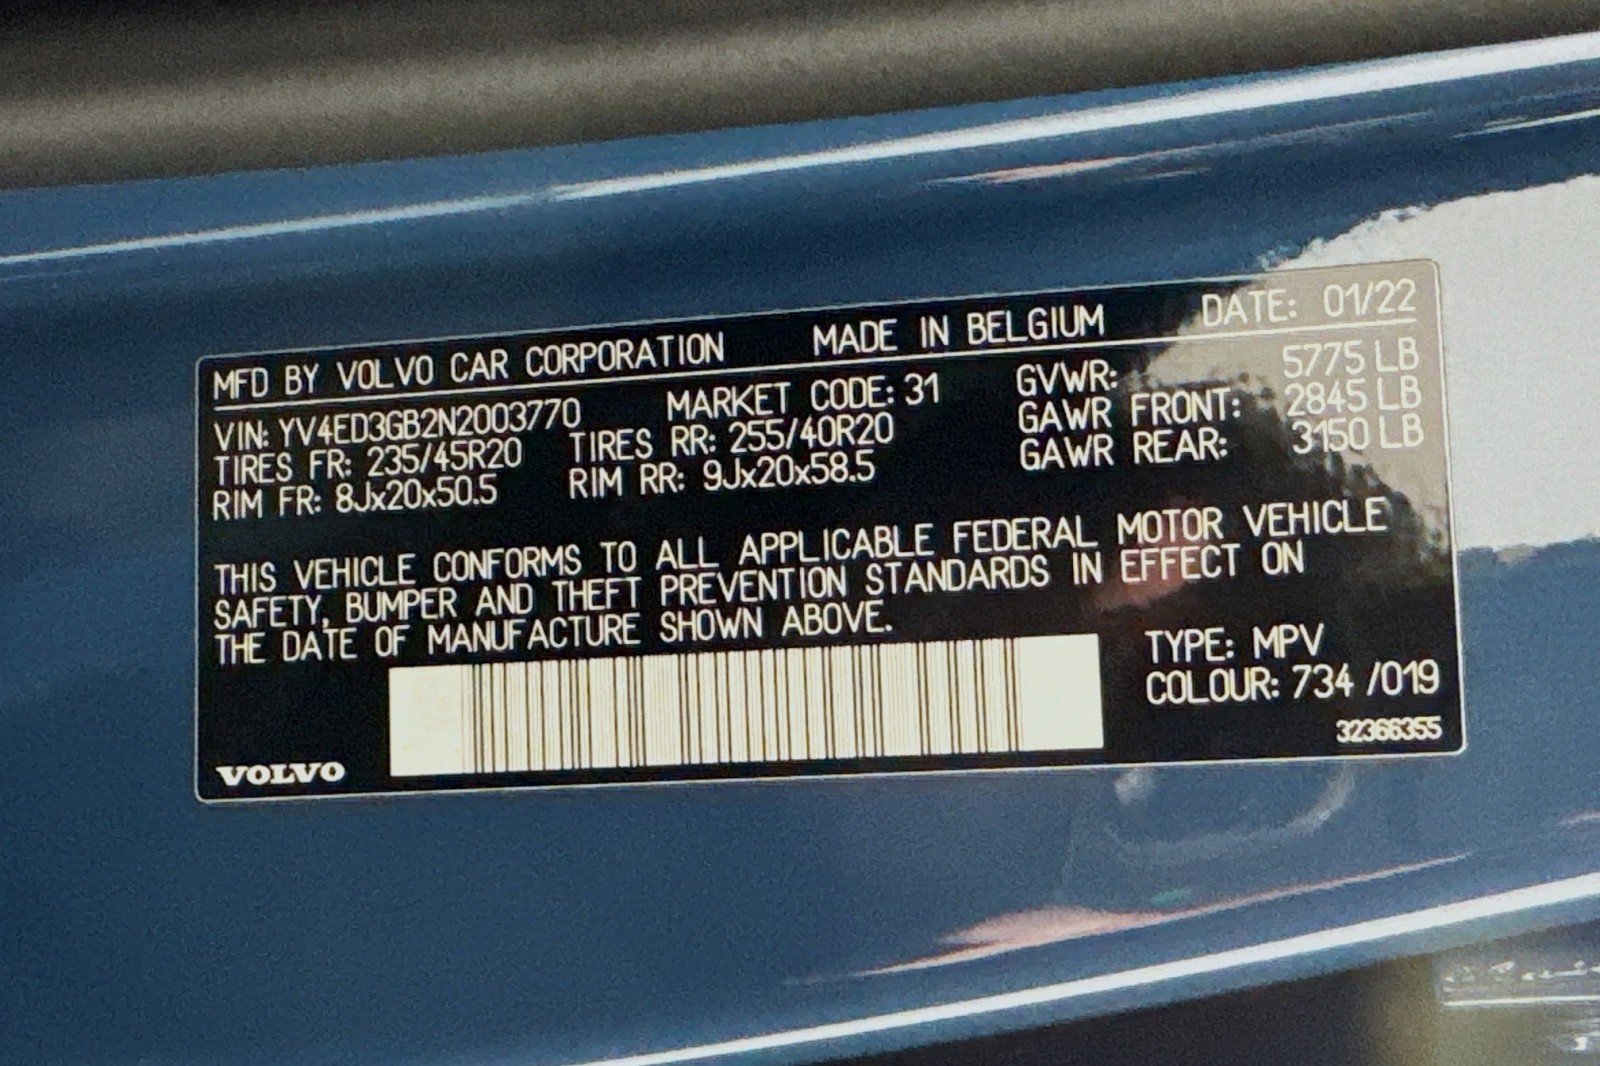 MFD BY VOLVO CAR CORPORATION MADE IN BELGIUM DATE: 01/22
VIN: YV4ED3GB2N2003770 MARKET CODE: 31 GVWR: 5775 LB
TIRES FR: 235/45R20 TIRES RR: 255/40R20 GAWR FRONT: 2845 LB
RIM FR: 8Jx20x50.5 RIM RR: 9Jx20x58.5 GAWR REAR: 3150 LB
THIS VEHICLE CONFORMS TO ALL APPLICABLE FEDERAL MOTOR VEHICLE
SAFETY, BUMPER AND THEFT PREVENTION STANDARDS IN EFFECT ON
THE DATE OF MANUFACTURE SHOWN ABOVE.
TYPE: MPV
COLOUR: 734 /019
32366355
VOLVO